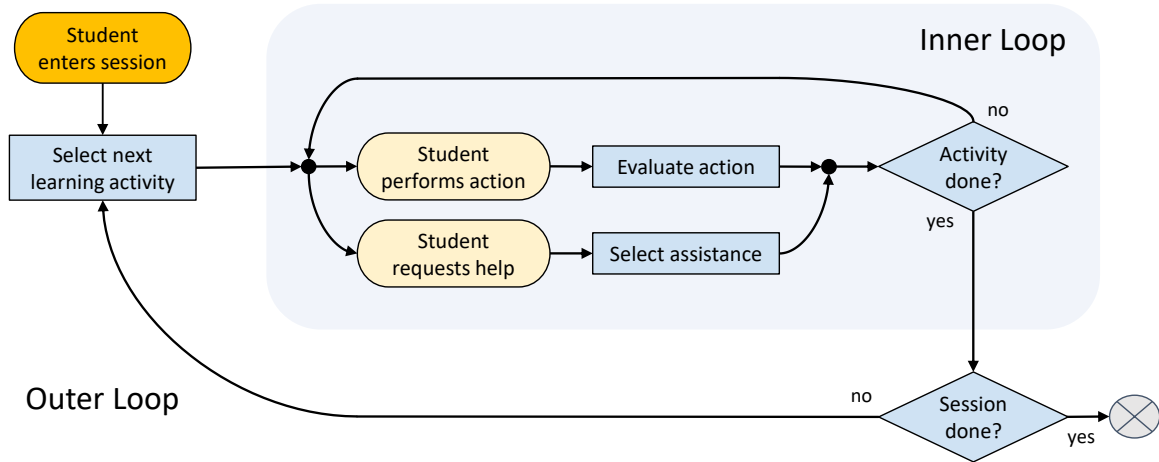 Student
enters session
Inner Loop
no
Select next
learning activity
Student
performs action
Evaluate action
Activity
done?
yes
Student
requests help
Select assistance
Outer Loop
no
Session
done?
yes